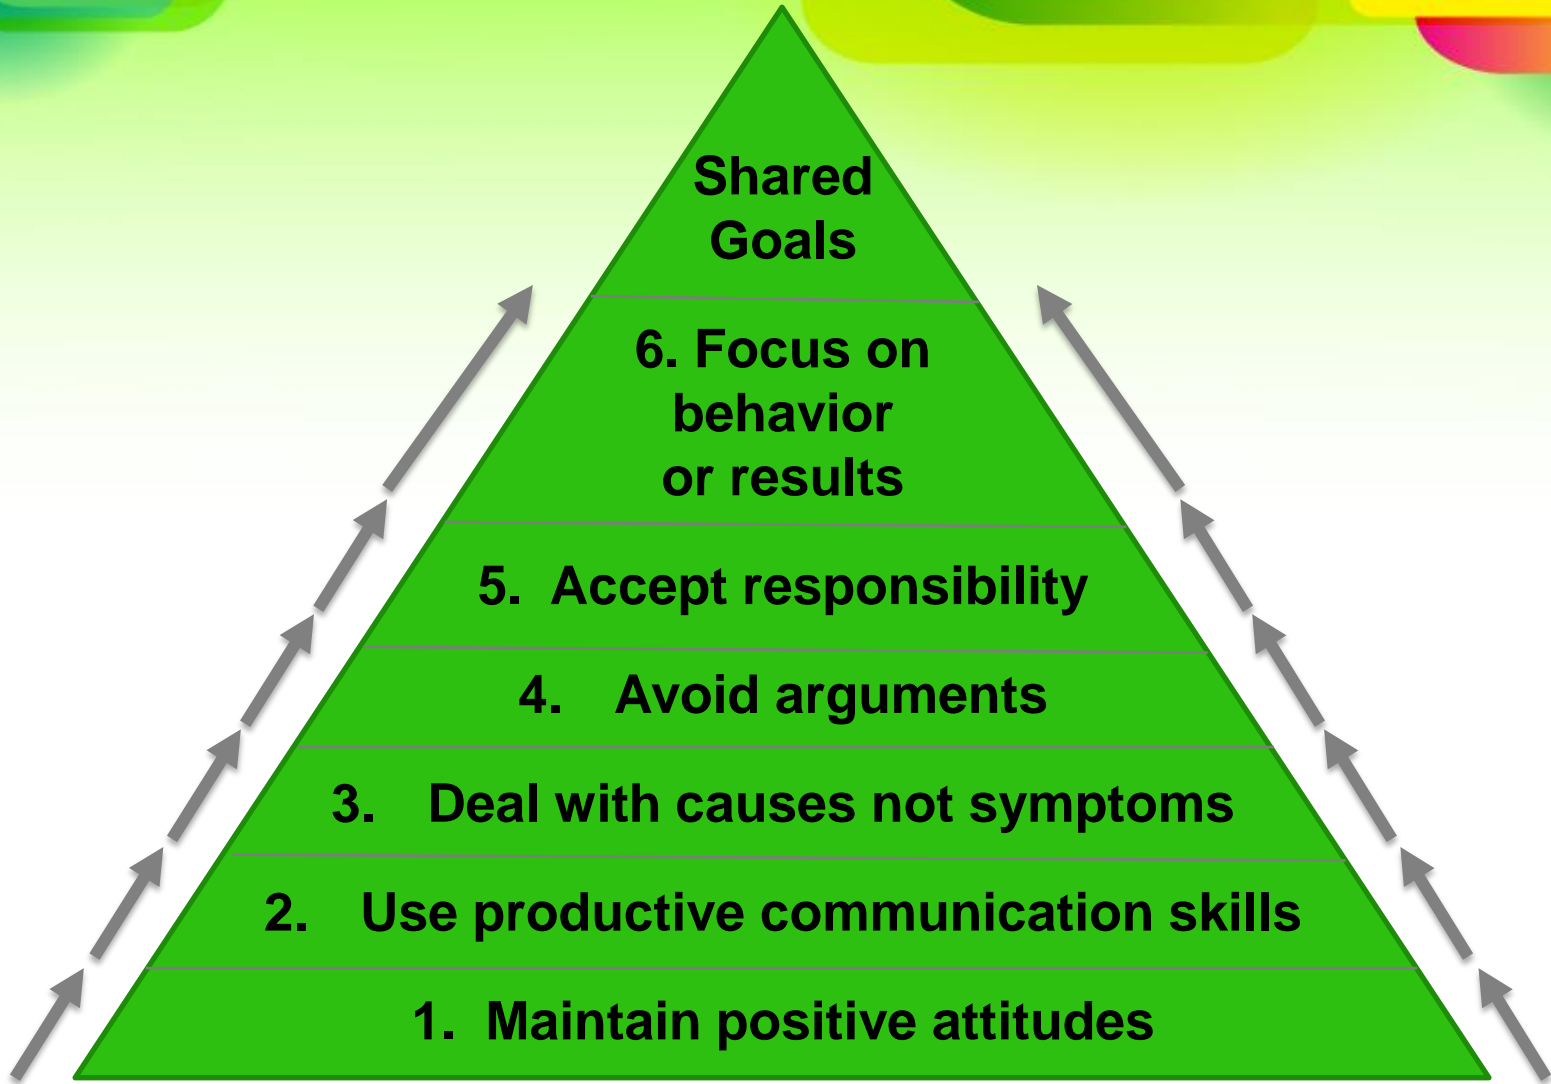 Shared
Goals
6. Focus on
behavior
or results
5. Accept responsibility
4. Avoid arguments
3. Deal with causes not symptoms
2. Use productive communication skills
1. Maintain positive attitudes